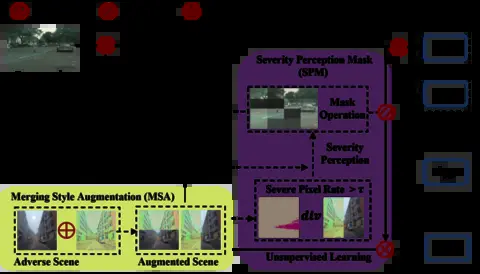 Severity Perception Mask
(SPM)
Mask
Operation
Severity
Perception
Merging Style Augmentation (MSA)
Severe Pixel Rate > τ
div
Adverse Scene
Augmented Scene
Unsupervised Learning